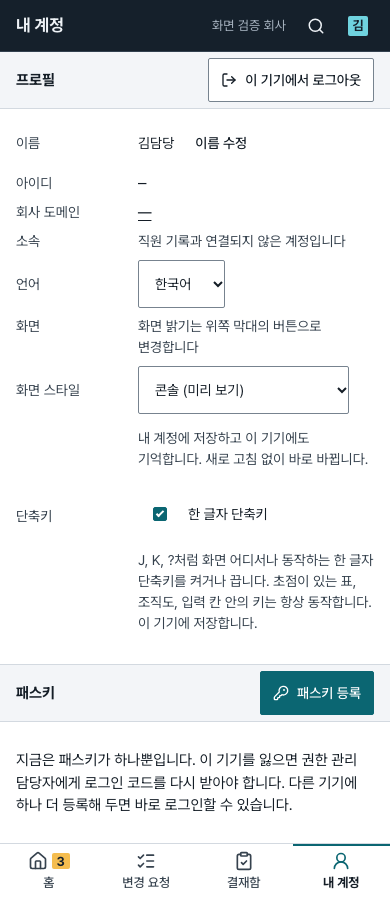 내 계정
화면 검증 회사
김
프로필
이 기기에서 로그아웃
이름
김담당
이름 수정
아이디
–
회사 도메인
—
소속
직원 기록과 연결되지 않은 계정입니다
언어
한국어
화면
화면 밝기는 위쪽 막대의 버튼으로
변경합니다
화면 스타일
콘솔 (미리 보기)
내 계정에 저장하고 이 기기에도
기억합니다. 새로 고침 없이 바로 바뀝니다.
단축키
한 글자 단축키
J, K, ?처럼 화면 어디서나 동작하는 한 글자
단축키를 켜거나 끕니다. 초점이 있는 표,
조직도, 입력 칸 안의 키는 항상 동작합니다.
이 기기에 저장합니다.
패스키
패스키 등록
지금은 패스키가 하나뿐입니다. 이 기기를 잃으면 권한 관리
담당자에게 로그인 코드를 다시 받아야 합니다. 다른 기기에
하나 더 등록해 두면 바로 로그인할 수 있습니다.
3
홈
변경 요청
결재함
내 계정